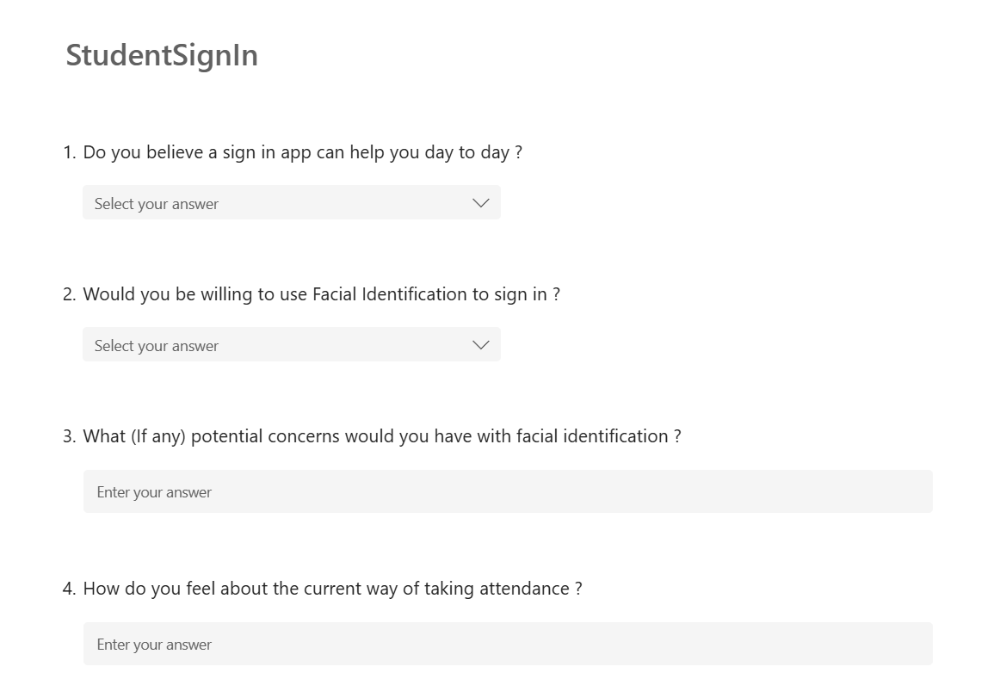 StudentSignIn
1. Do you believe a sign in app can help you day to day ?
Select your answer
2. Would you be willing to use Facial Identification to sign in ?
Select your answer
3. What (If any) potential concerns would you have with facial identification ?
Enter your answer
4. How do you feel about the current way of taking attendance ?
Enter your answer